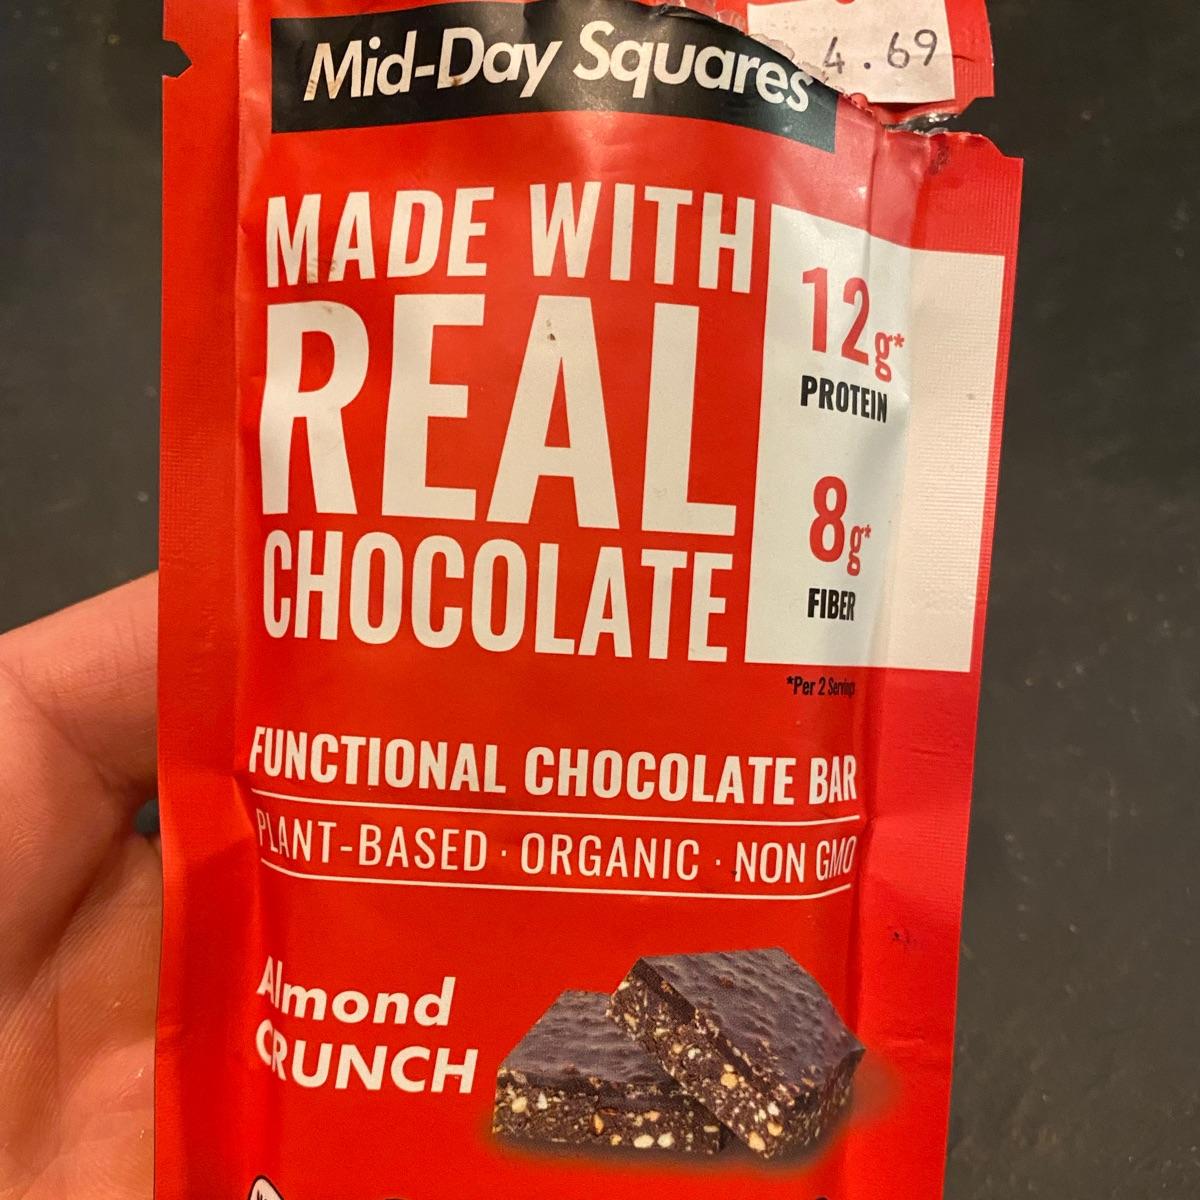 Mid-Day Squares
4.69
MADE WITH
REAL
CHOCOLATE
12g*
PROTEIN
8g*
FIBER
*Per 2 Servings
FUNCTIONAL CHOCOLATE BAR
PLANT-BASED · ORGANIC · NON GMO
Almond
CRUNCH